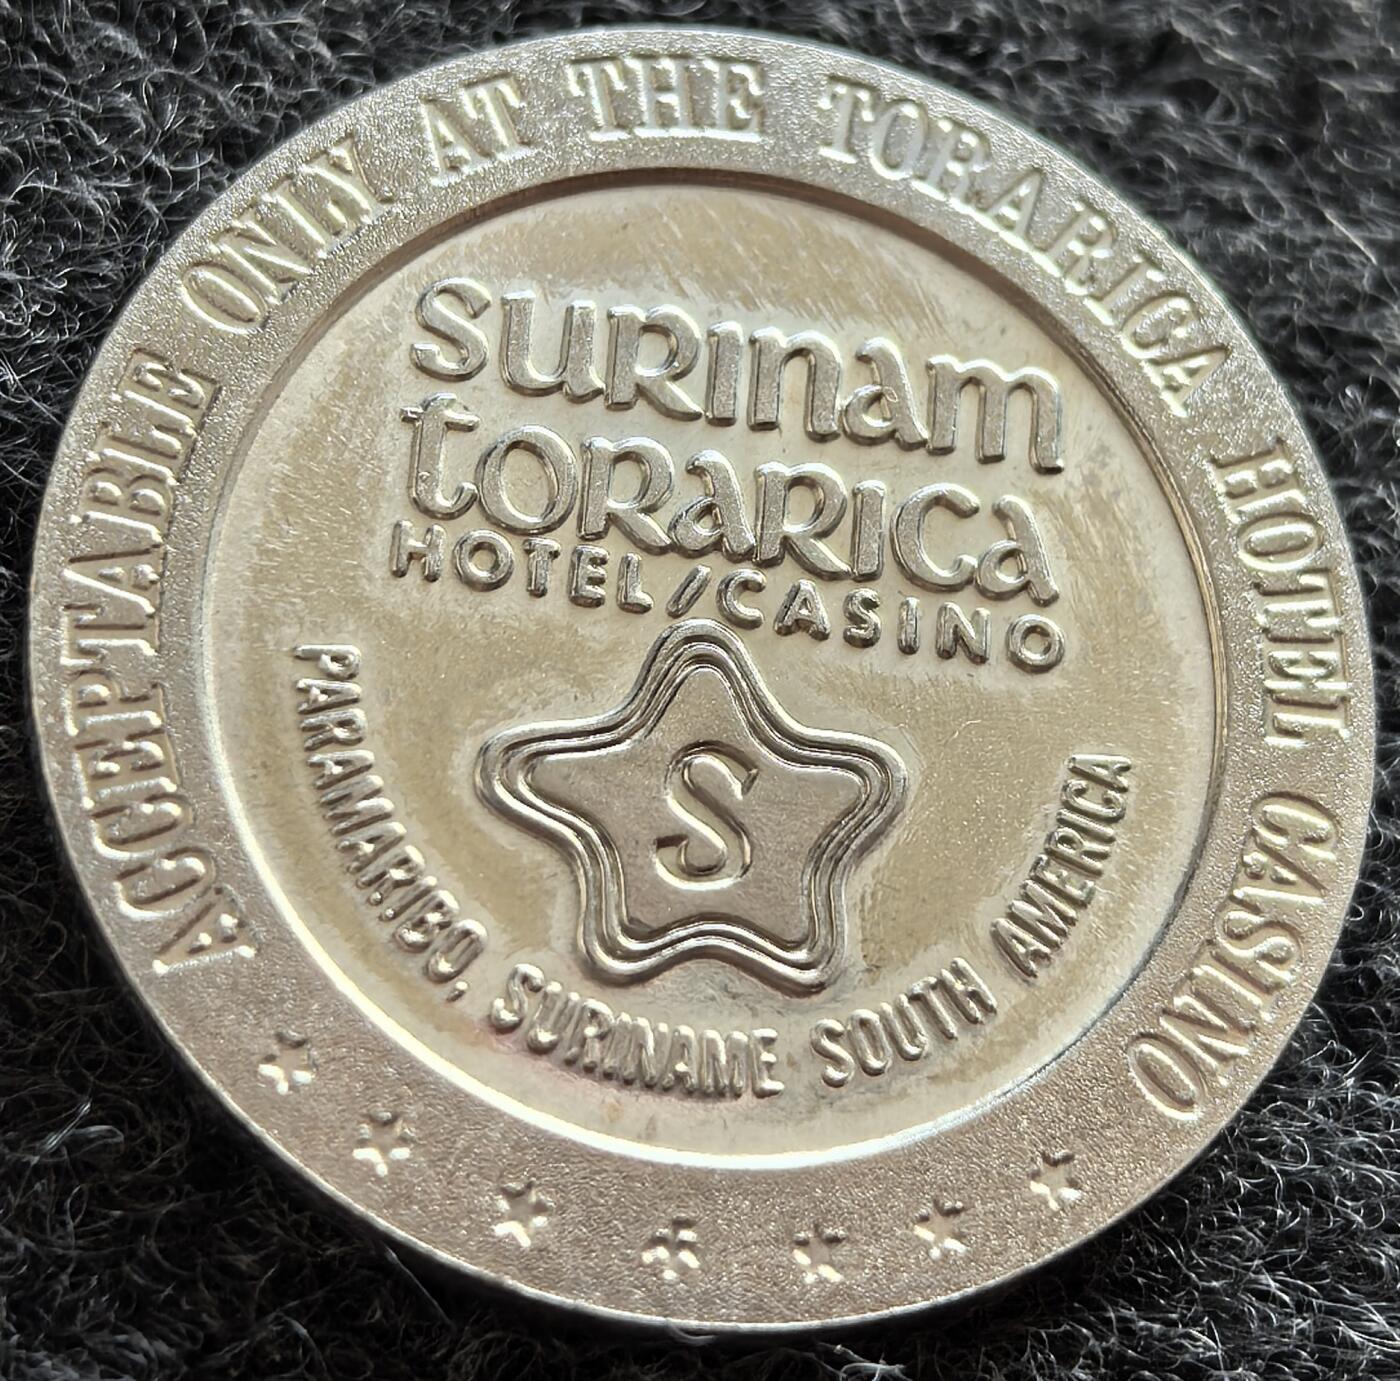 ACCEPTABLE ONLY AT THE TORARICA HOTEL CASINO
SURINAM
TORARICA
HOTEL/CASINO
S
PARAMARIBO, SURINAME SOUTH AMERICA